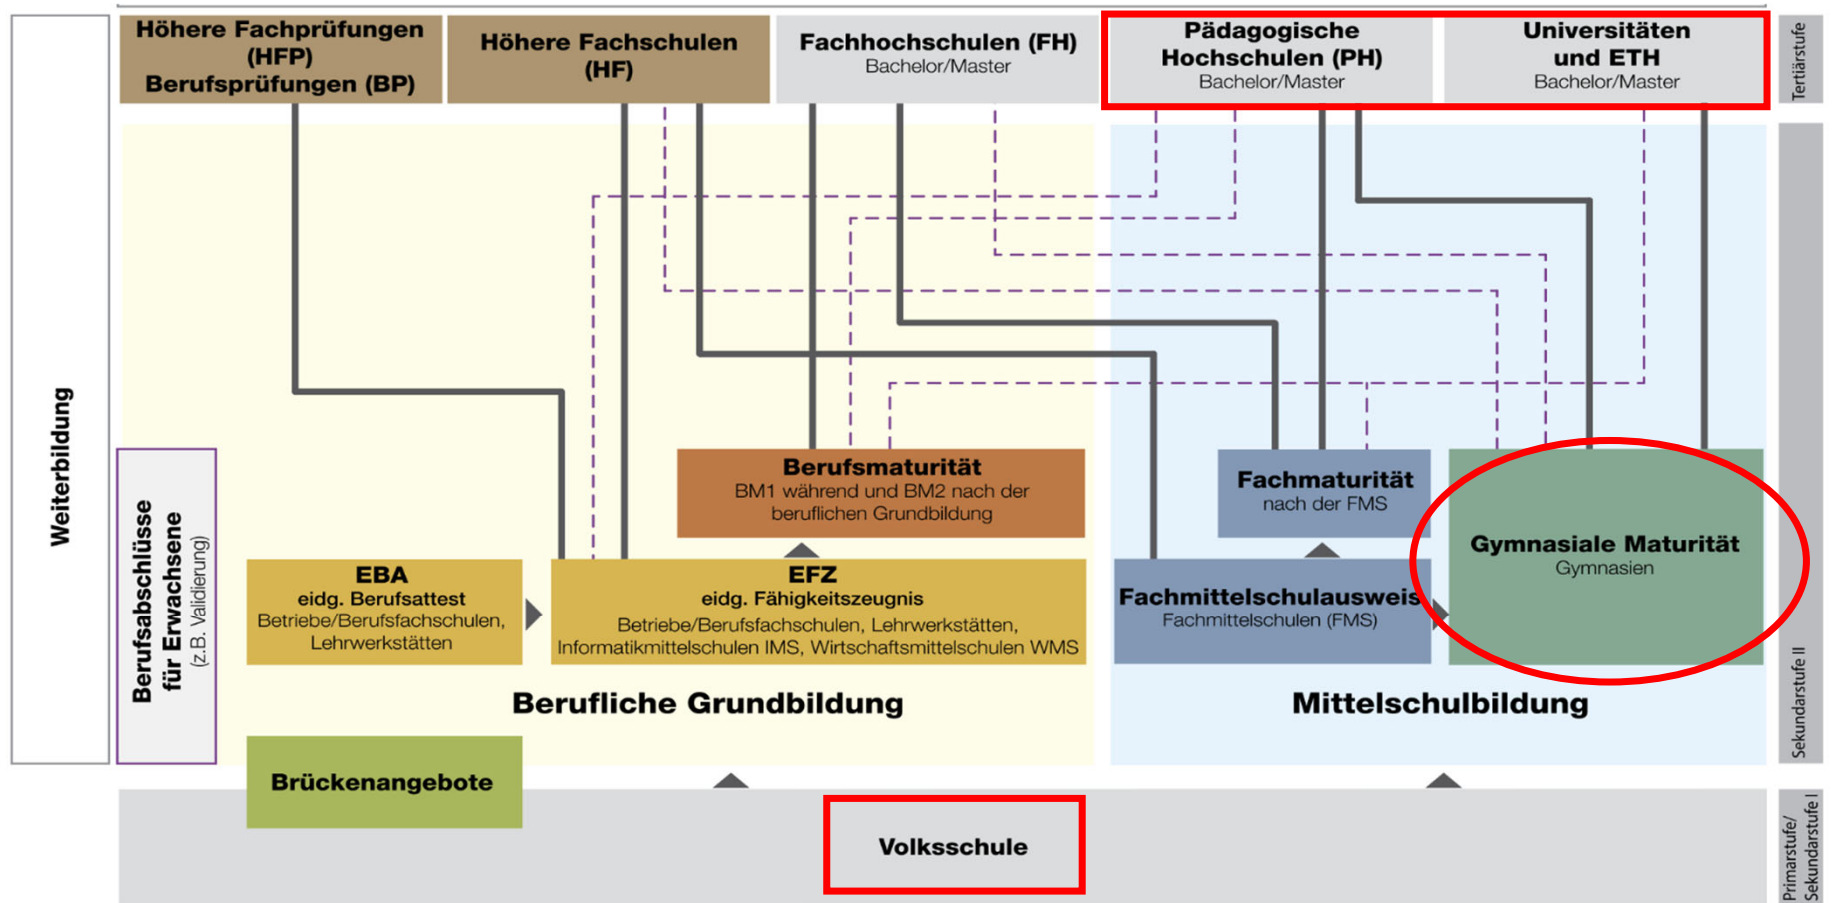 Höhere Fachprüfungen
(HFP)
Berufsprüfungen (BP)
Höhere Fachschulen
(HF)
Fachhochschulen (FH)
Bachelor/Master
Pädagogische
Hochschulen (PH)
Bachelor/Master
Universitäten
und ETH
Bachelor/Master
Tertiärstufe
Weiterbildung
Berufsabschlüsse
für Erwachsene
(z.B. Validierung)
Berufsmaturität
BM1 während und BM2 nach der
beruflichen Grundbildung
Fachmaturität
nach der FMS
Gymnasiale Maturität
Gymnasien
EBA
eidg. Berufsattest
Betriebe/Berufsfachschulen,
Lehrwerkstätten
EFZ
eidg. Fähigkeitszeugnis
Betriebe/Berufsfachschulen, Lehrwerkstätten,
Informatikmittelschulen IMS, Wirtschaftsmittelschulen WMS
Fachmittelschulausweis
Fachmittelschulen (FMS)
Berufliche Grundbildung
Mittelschulbildung
Sekundarstufe II
Brückenangebote
Volksschule
Primarstufe/
Sekundarstufe I